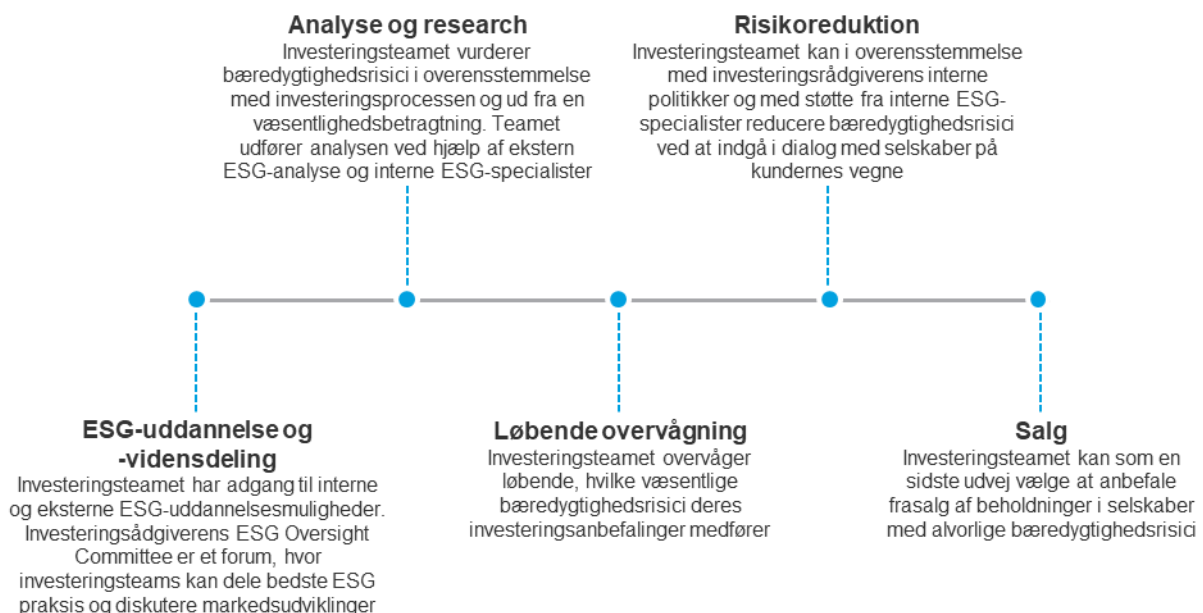 Analyse og research
Investeringsteamet vurderer
bæredygtighedsrisici i overensstemmelse
med investeringsprocessen og ud fra en
væsentlighedsbetragtning. Teamet
udfører analysen ved hjælp af ekstern
ESG-analyse og interne ESG-specialister
Risikoreduktion
Investeringsteamet kan i overensstemmelse
med investeringsrådgiverens interne
politikker og med støtte fra interne ESG-
specialister reducere bæredygtighedsrisici
ved at indgå i dialog med selskaber på
kundernes vegne
ESG-uddannelse og
-vidensdeling
Investeringsteamet har adgang til interne
og eksterne ESG-uddannelsesmuligheder.
Investeringsådgiverens ESG Oversight
Committee er et forum, hvor
investeringsteams kan dele bedste ESG
praksis og diskutere markedsudviklinger
Løbende overvågning
Investeringsteamet overvåger
løbende, hvilke væsentlige
bæredygtighedsrisici deres
investeringsanbefalinger medfører
Salg
Investeringsteamet kan som en
sidste udvej vælge at anbefale
frasalg af beholdninger i selskaber
med alvorlige bæredygtighedsrisici